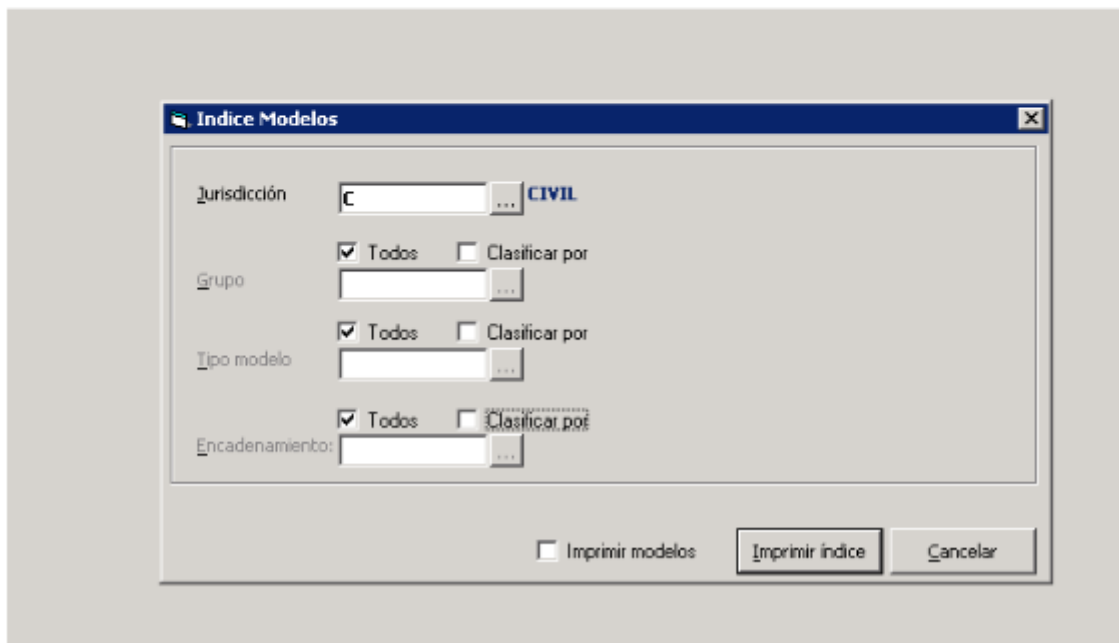 Indice Modelos
Jurisdicción C ... CIVIL
Todos Clasificar por
Grupo ...
Todos Clasificar por
Tipo modelo ...
Todos Clasificar por
Encadenamiento: ...
Imprimir modelos Imprimir índice Cancelar